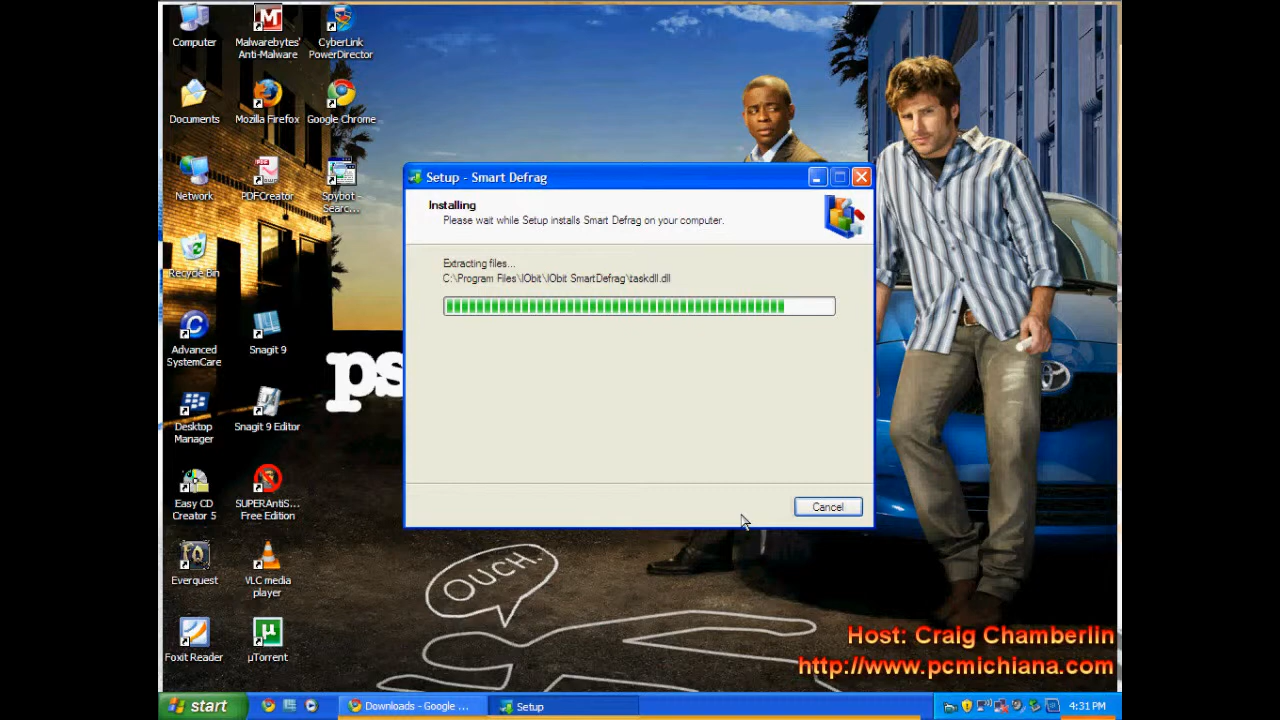 Computer
Malwarebytes' Anti-Malware
CyberLink PowerDirector
Documents
Mozilla Firefox
Google Chrome
Network
PDFCreator
Spybot - Searc...
Recycle Bin
Advanced SystemCare
Snagit 9
Desktop Manager
Snagit 9 Editor
Easy CD Creator 5
SUPERAntiS... Free Edition
Everquest
VLC media player
Foxit Reader
µTorrent
ps
Setup - Smart Defrag
Installing
Please wait while Setup installs Smart Defrag on your computer.
Extracting files...
C:\Program Files\IObit\IObit SmartDefrag\taskdll.dll
Cancel
OUCH.
Host: Craig Chamberlin
http://www.pcmichiana.com
start
Downloads - Google ...
Setup
4:31 PM